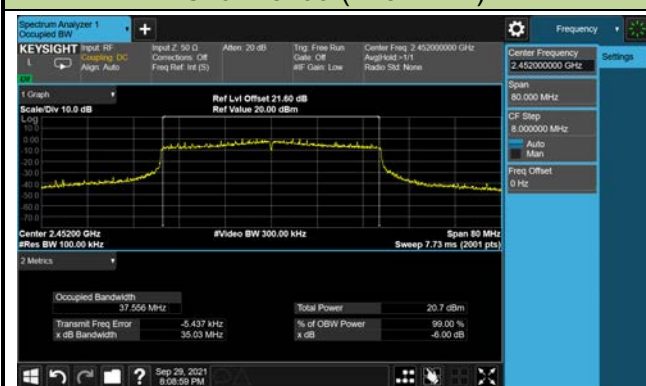 Spectrum Analyzer 1
Occupied BW
+
Frequency
KEYSIGHT
L
Input: RF
Coupling: DC
Align: Auto
Input Z: 50 Ω
Corrections: Off
Freq Ref: Int (S)
Atten: 20 dB
Trig: Free Run
Gate: Off
#IF Gain: Low
Center Freq: 2.452000000 GHz
Avg|Hold:>1/1
Radio Std: None
Center Frequency
2.452000000 GHz
Settings
Span
80.000 MHz
CF Step
8.000000 MHz
Auto
Man
Freq Offset
0 Hz
1 Graph
Scale/Div 10.0 dB
Ref Lvl Offset 21.60 dB
Ref Value 20.00 dBm
Log
10.0
0.00
-10.0
-20.0
-30.0
-40.0
-50.0
-60.0
-70.0
Center 2.45200 GHz
#Video BW 300.00 kHz
Span 80 MHz
#Res BW 100.00 kHz
Sweep 7.73 ms (2001 pts)
2 Metrics
Occupied Bandwidth
37.556 MHz
Total Power
20.7 dBm
Transmit Freq Error
-5.437 kHz
% of OBW Power
99.00 %
x dB Bandwidth
35.03 MHz
x dB
-6.00 dB
?
Sep 29, 2021
8:08:59 PM